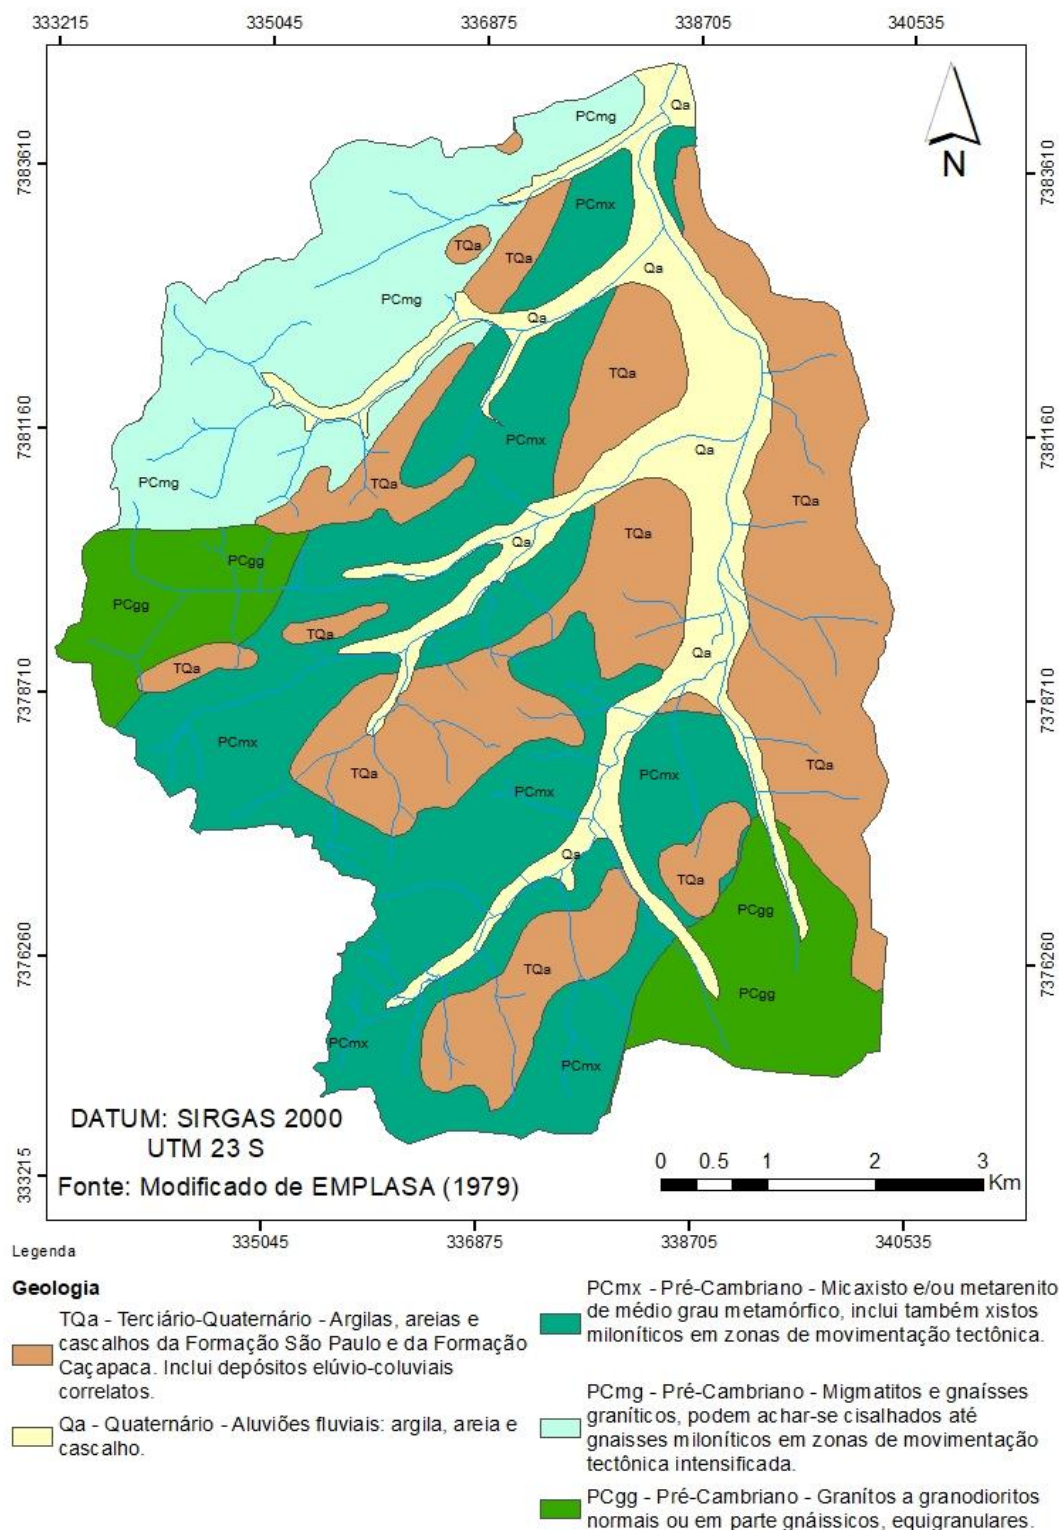 333215 335045 336875 338705 340535
Qa
PCmg
7383610
7383610
N
PCmx
TQa
TQa
Qa
PCmg
Qa
TQa
7381160
7381160
PCmx
Qa
PCmg
TQa
TQa
TQa
Qa
PCgg
PCgg
TQa
Qa
TQa
7378710
7378710
PCmx
TQa
PCmx
TQa
PCmx
Qa
TQa
PCgg
7376260
7376260
TQa
PCgg
PCmx
PCmx
DATUM: SIRGAS 2000
UTM 23 S
0 0.5 1 2 3
Km
333215
Fonte: Modificado de EMPLASA (1979)
335045 336875 338705 340535
Legenda
Geologia
TQa - Terciário-Quaternário - Argilas, areias e
cascalhos da Formação São Paulo e da Formação
Caçapaca. Inclui depósitos elúvio-coluviais
correlatos.
Qa - Quaternário - Aluviões fluviais: argila, areia e
cascalho.
PCmx - Pré-Cambriano - Micaxisto e/ou metarenito
de médio grau metamórfico, inclui também xistos
miloníticos em zonas de movimentação tectônica.
PCmg - Pré-Cambriano - Migmatitos e gnaísses
graníticos, podem achar-se cisalhados até
gnaisses miloníticos em zonas de movimentação
tectônica intensificada.
PCgg - Pré-Cambriano - Granítos a granodioritos
normais ou em parte gnáissicos, equigranulares.